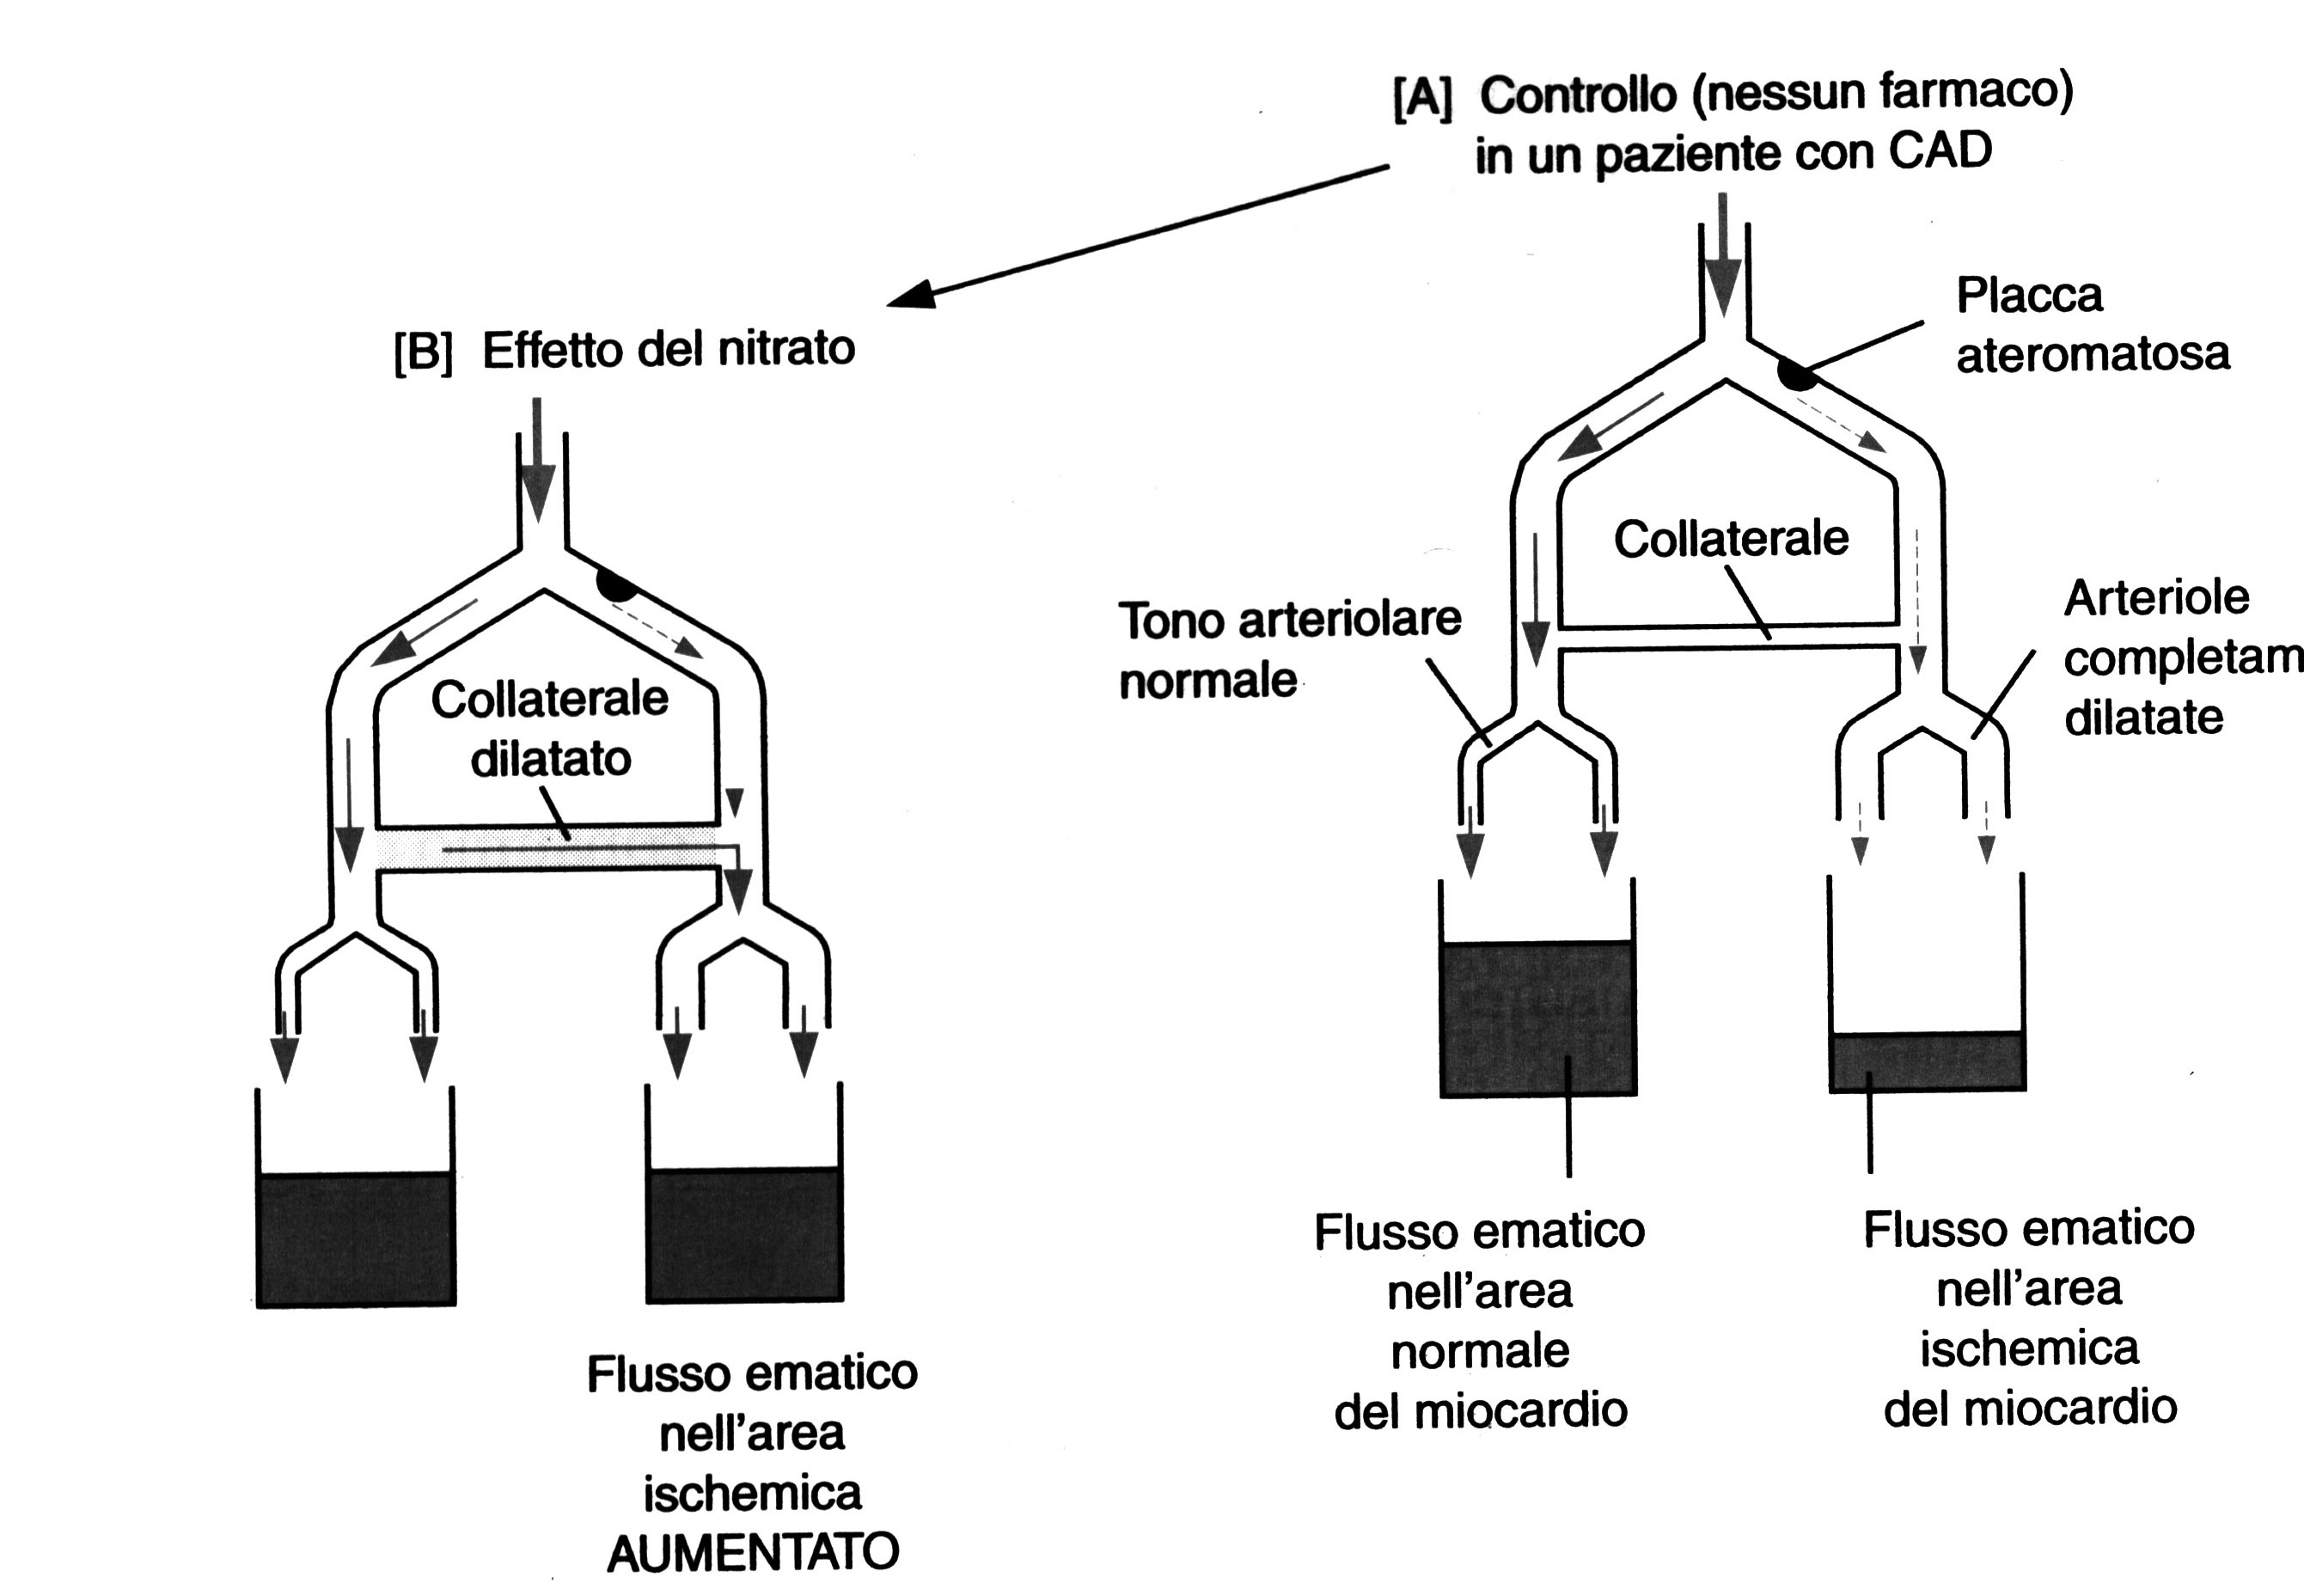 [A] Controllo (nessun farmaco)
in un paziente con CAD
Placca
ateromatosa
Collaterale
Tono arteriolare
normale
Arteriole
completam
dilatate
Flusso ematico
nell'area
normale
del miocardio
Flusso ematico
nell'area
ischemica
del miocardio
[B] Effetto del nitrato
Collaterale
dilatato
Flusso ematico
nell'area
ischemica
AUMENTATO